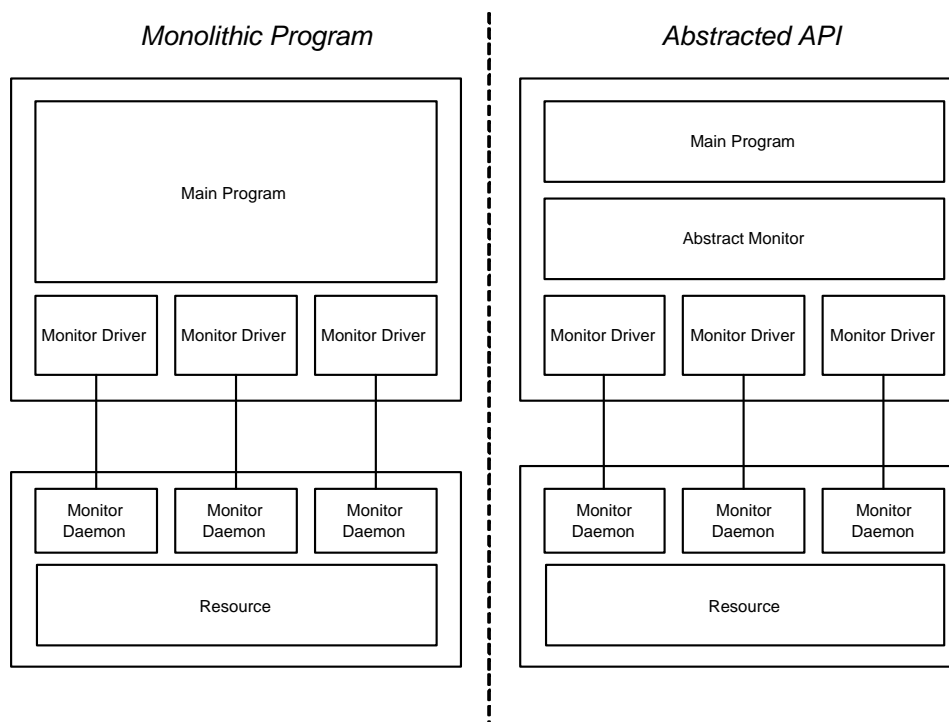 Monolithic Program
Main Program
Monitor Driver
Monitor Driver
Monitor Driver
Monitor
Daemon
Monitor
Daemon
Monitor
Daemon
Resource
Abstracted API
Main Program
Abstract Monitor
Monitor Driver
Monitor Driver
Monitor Driver
Monitor
Daemon
Monitor
Daemon
Monitor
Daemon
Resource